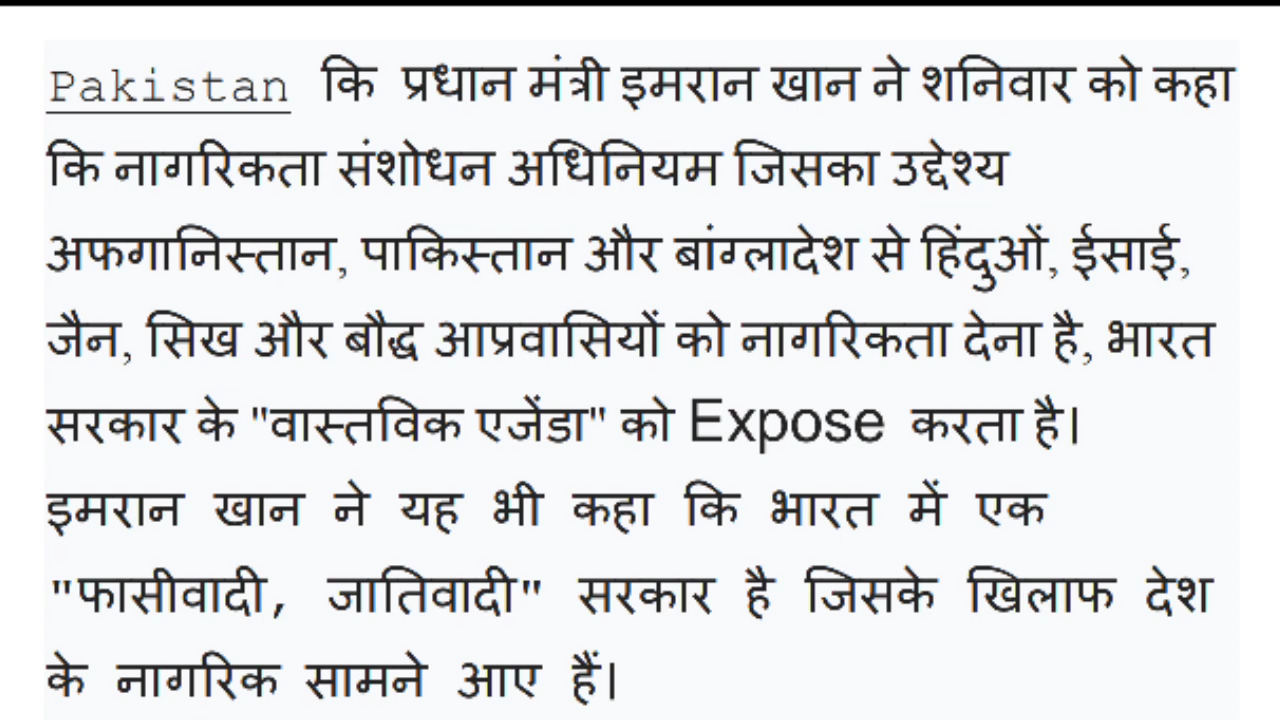 Pakistan कि प्रधान मंत्री इमरान खान ने शनिवार को कहा
कि नागरिकता संशोधन अधिनियम जिसका उद्देश्य
अफगानिस्तान, पाकिस्तान और बांग्लादेश से हिंदुओं, ईसाई,
जैन, सिख और बौद्ध आप्रवासियों को नागरिकता देना है, भारत
सरकार के "वास्तविक एजेंडा" को Expose करता है।
इमरान खान ने यह भी कहा कि भारत में एक
"फासीवादी, जातिवादी" सरकार है जिसके खिलाफ देश
के नागरिक सामने आए हैं।